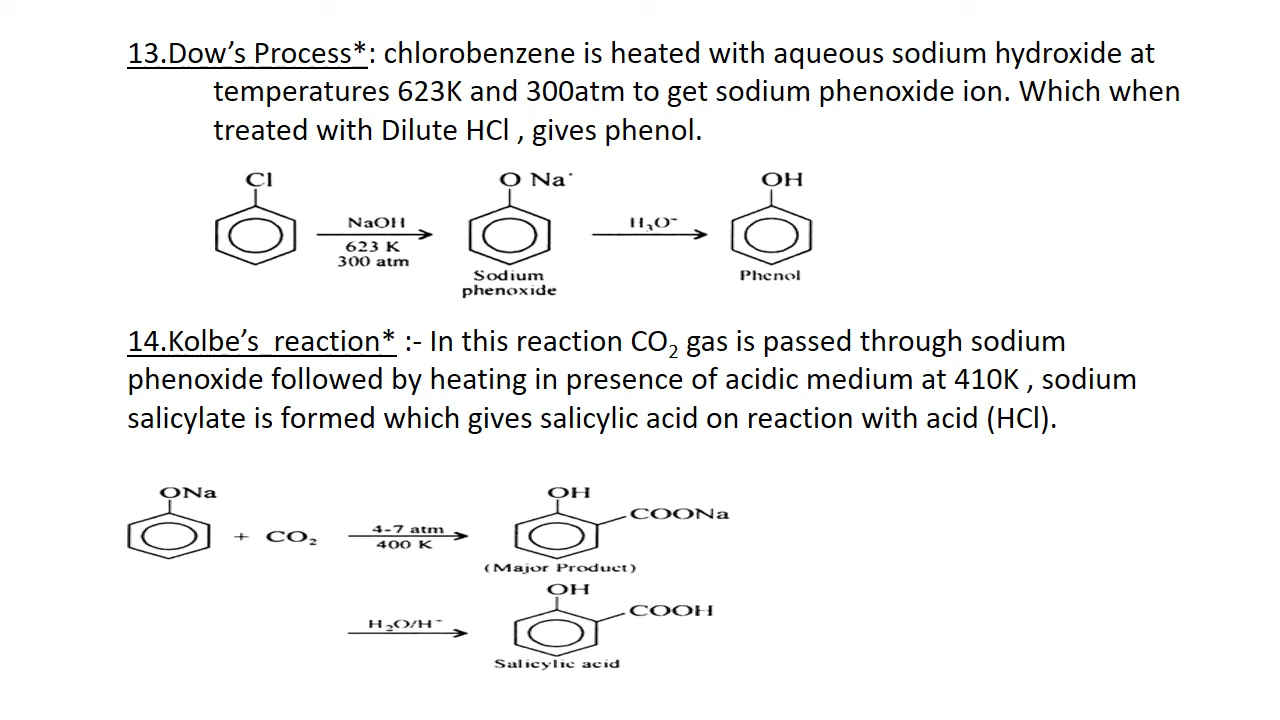 13.Dow’s Process*: chlorobenzene is heated with aqueous sodium hydroxide at
temperatures 623K and 300atm to get sodium phenoxide ion. Which when
treated with Dilute HCl , gives phenol.
Cl
O Na
OH
NaOH
H₃O⁻
623 K
300 atm
Sodium
phenoxide
Phenol
14.Kolbe’s reaction* :- In this reaction CO₂ gas is passed through sodium
phenoxide followed by heating in presence of acidic medium at 410K , sodium
salicylate is formed which gives salicylic acid on reaction with acid (HCl).
ONa
+ CO₂
4-7 atm
400 K
OH
COONa
(Major Product)
H₂O/H⁻
OH
COOH
Salicylic acid